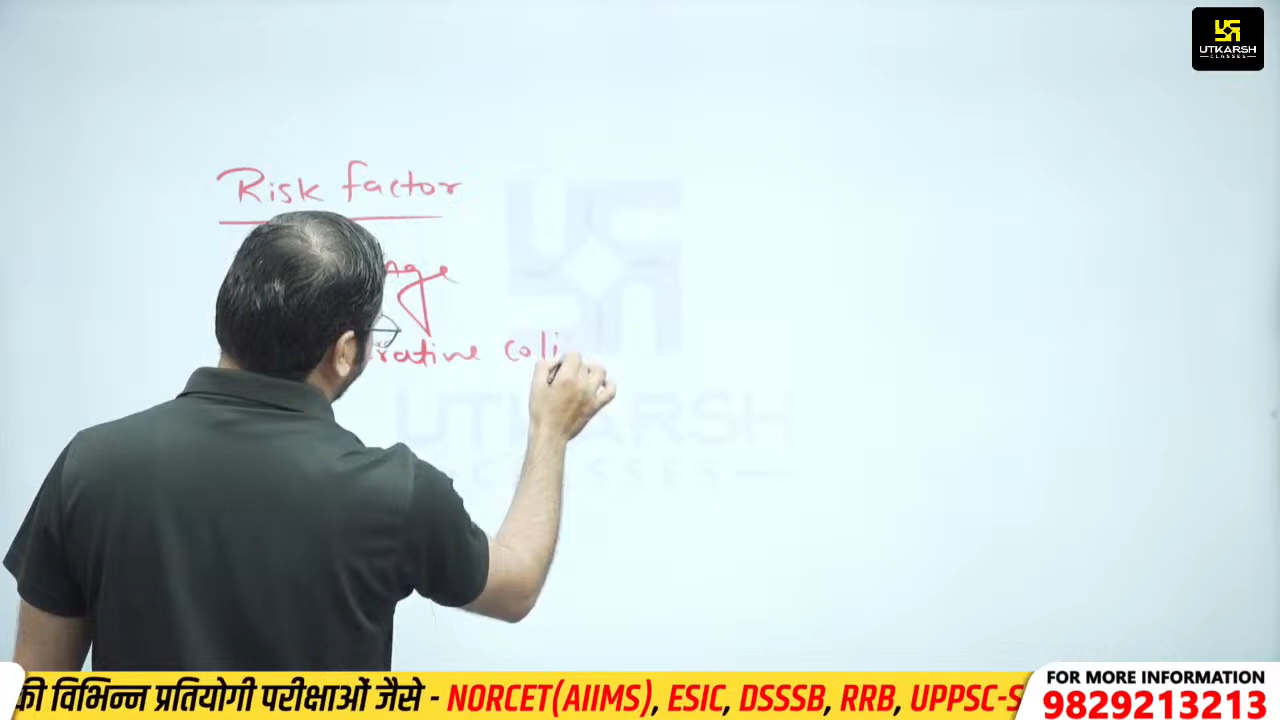 UTKARSH
CLASSES
Risk factor
Age
rative coli
UTKARSH
की विभिन्न प्रतियोगी परीक्षाओं जैसे - NORCET(AIIMS), ESIC, DSSSB, RRB, UPPSC-S
FOR MORE INFORMATION
9829213213